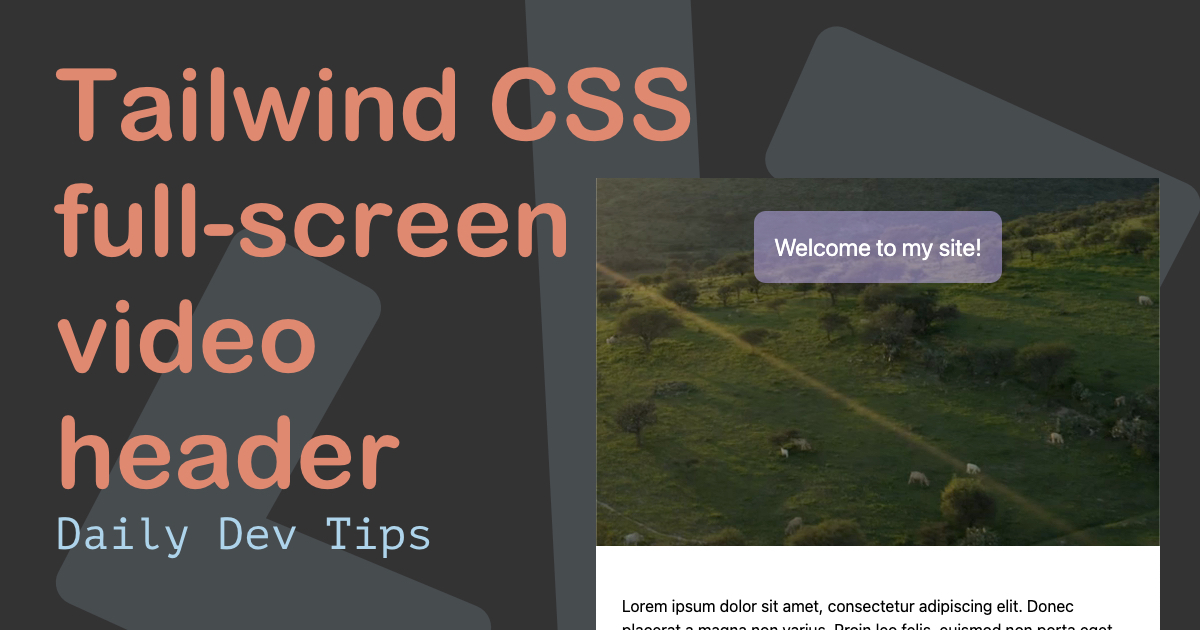 Tailwind CSS
full-screen
video
header
Daily Dev Tips
Welcome to my site!
Lorem ipsum dolor sit amet, consectetur adipiscing elit. Donec
placerat a magna non varius. Proin leo felis, euismod non porta eget